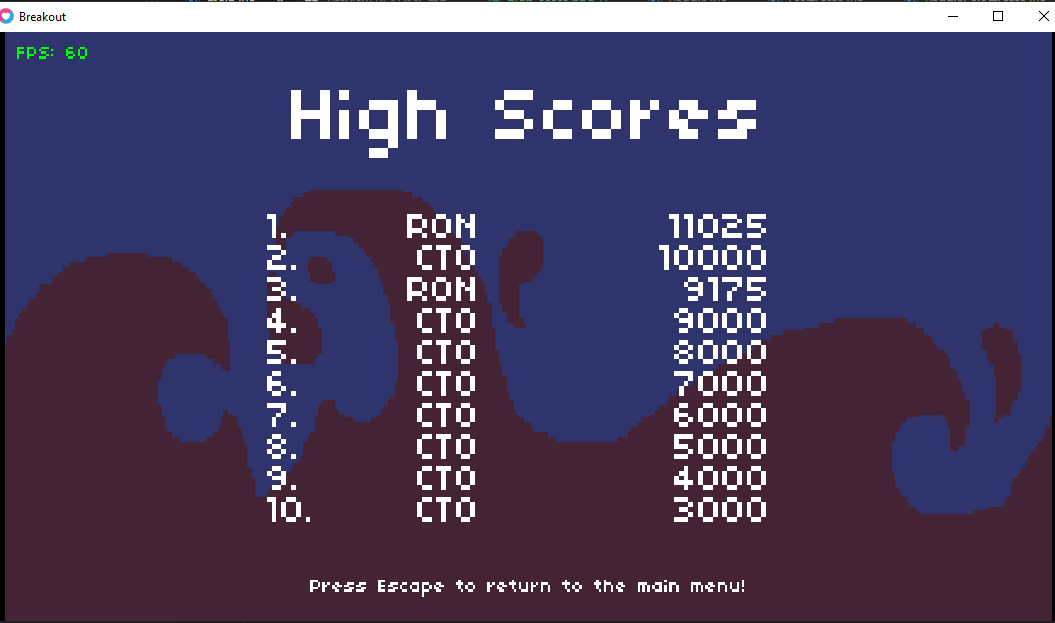 Breakout
FPS: 60
High Scores
1. RON 11025
2. CTO 10000
3. RON 9175
4. CTO 9000
5. CTO 8000
6. CTO 7000
7. CTO 6000
8. CTO 5000
9. CTO 4000
10. CTO 3000
Press Escape to return to the main menu!